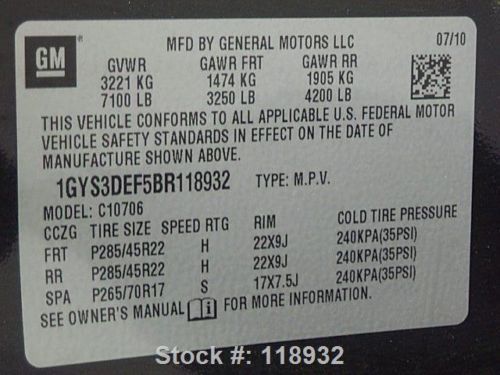 GM
MFD BY GENERAL MOTORS LLC 07/10
GVWR GAWR FRT GAWR RR
3221 KG 1474 KG 1905 KG
7100 LB 3250 LB 4200 LB
THIS VEHICLE CONFORMS TO ALL APPLICABLE U.S. FEDERAL MOTOR
VEHICLE SAFETY STANDARDS IN EFFECT ON THE DATE OF
MANUFACTURE SHOWN ABOVE.
1GYS3DEF5BR118932 TYPE: M.P.V.
MODEL: C10706
CCZG TIRE SIZE SPEED RTG RIM COLD TIRE PRESSURE
FRT P285/45R22 H 22X9J 240KPA(35PSI)
RR P285/45R22 H 22X9J 240KPA(35PSI)
SPA P265/70R17 S 17X7.5J 240KPA(35PSI)
SEE OWNER'S MANUAL i FOR MORE INFORMATION.
Stock #: 118932